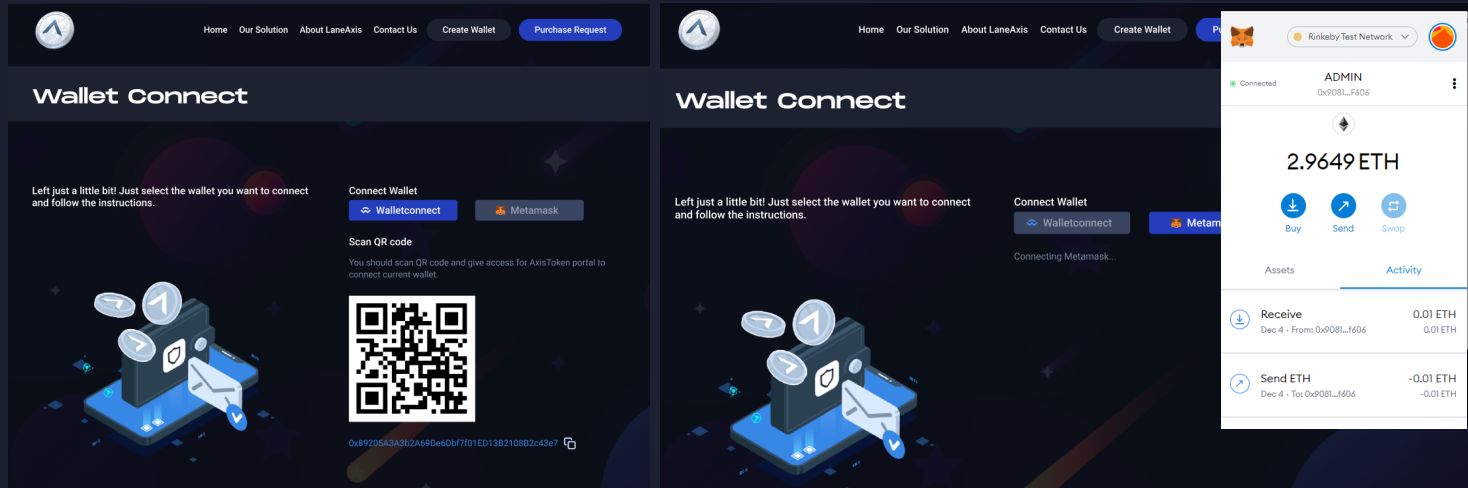 Home Our Solution About LaneAxis Contact Us Create Wallet Purchase Request
Wallet Connect
Left just a little bit! Just select the wallet you want to connect
and follow the instructions.
Connect Wallet
Walletconnect Metamask
Scan QR code
You should scan QR code and give access for AxisToken portal to
connect current wallet.
0x89205A3A3b2A69De6Dbf7f01ED13B2108B2c43e7
Home Our Solution About LaneAxis Contact Us Create Wallet Pu
Wallet Connect
Left just a little bit! Just select the wallet you want to connect
and follow the instructions.
Connect Wallet
Walletconnect Metam
Connecting Metamask...
Rinkeby Test Network
Connected
ADMIN
0x9081...F606
2.9649 ETH
Buy Send Swap
Assets Activity
Receive 0.01 ETH
Dec 4 · From: 0x9081...f606 0.01 ETH
Send ETH -0.01 ETH
Dec 4 · To: 0x9081...f606 -0.01 ETH